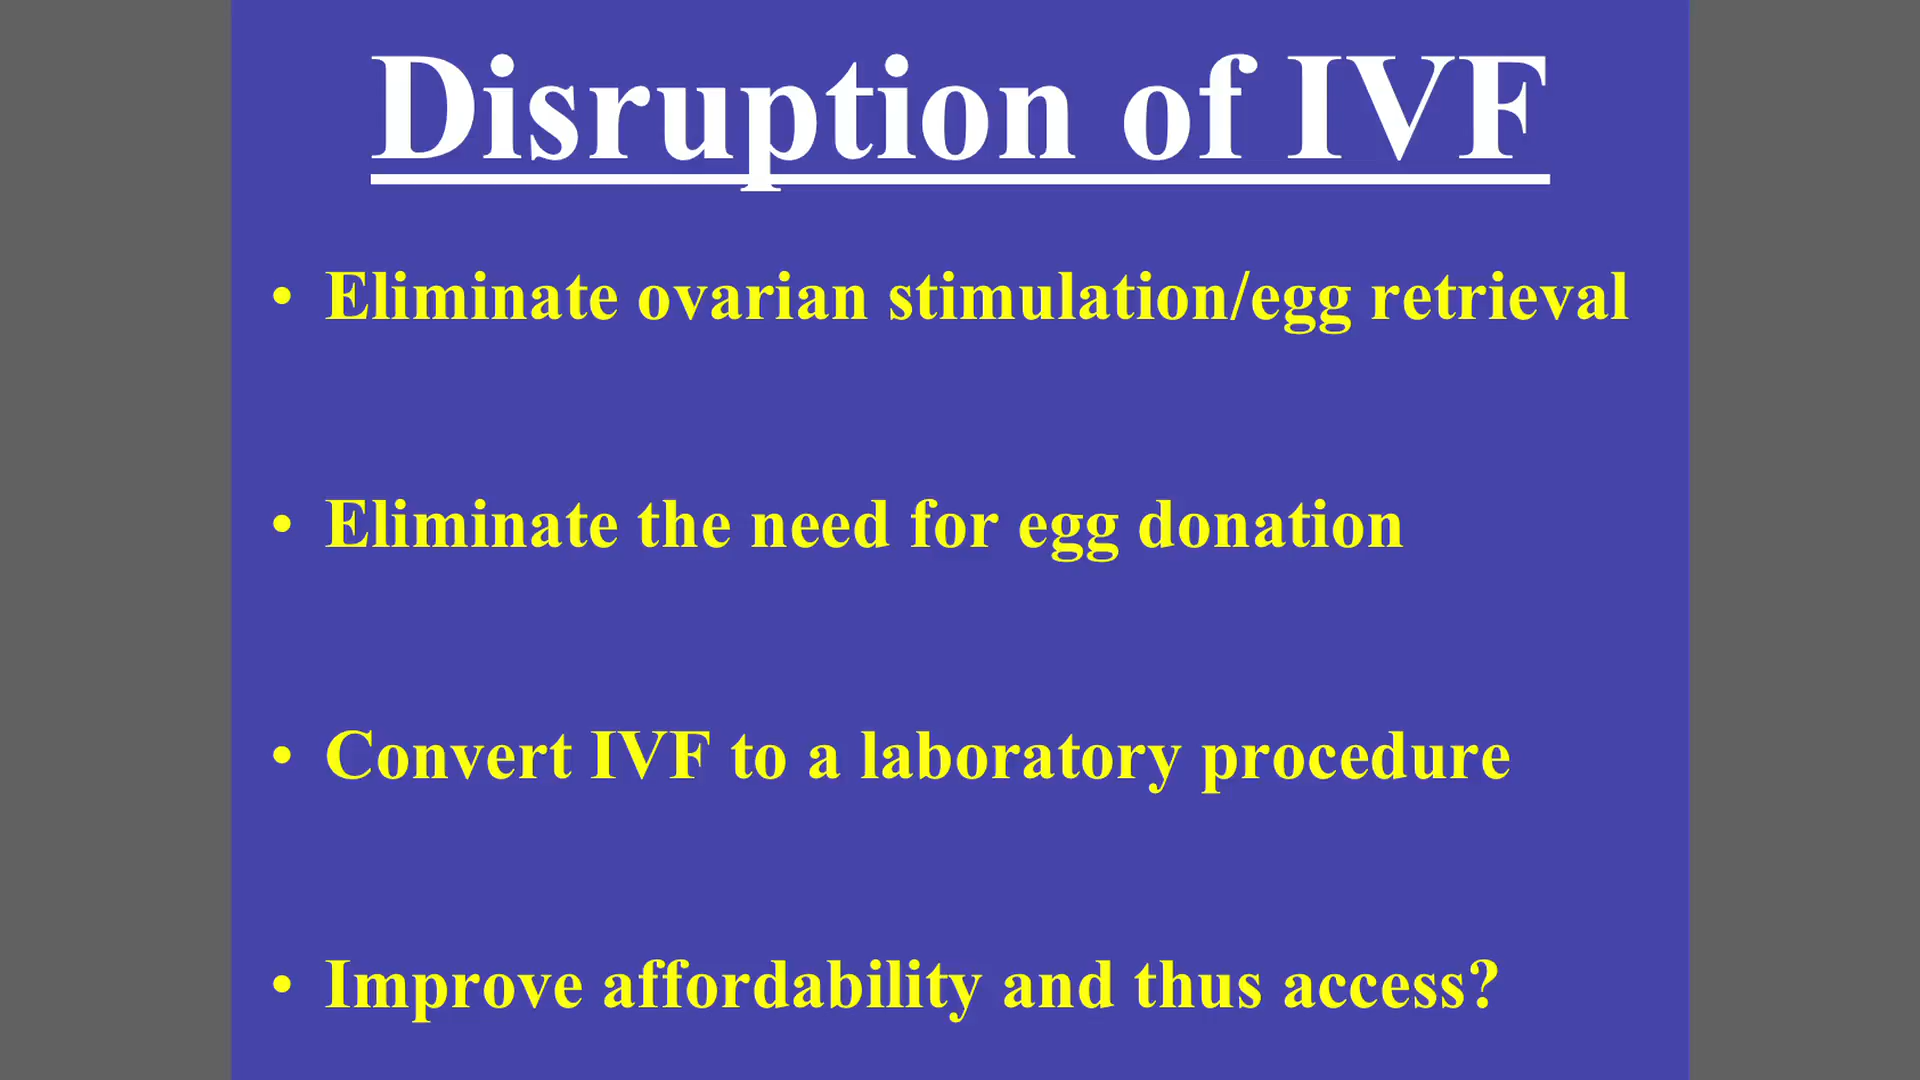 Disruption of IVF
• Eliminate ovarian stimulation/egg retrieval
• Eliminate the need for egg donation
• Convert IVF to a laboratory procedure
• Improve affordability and thus access?